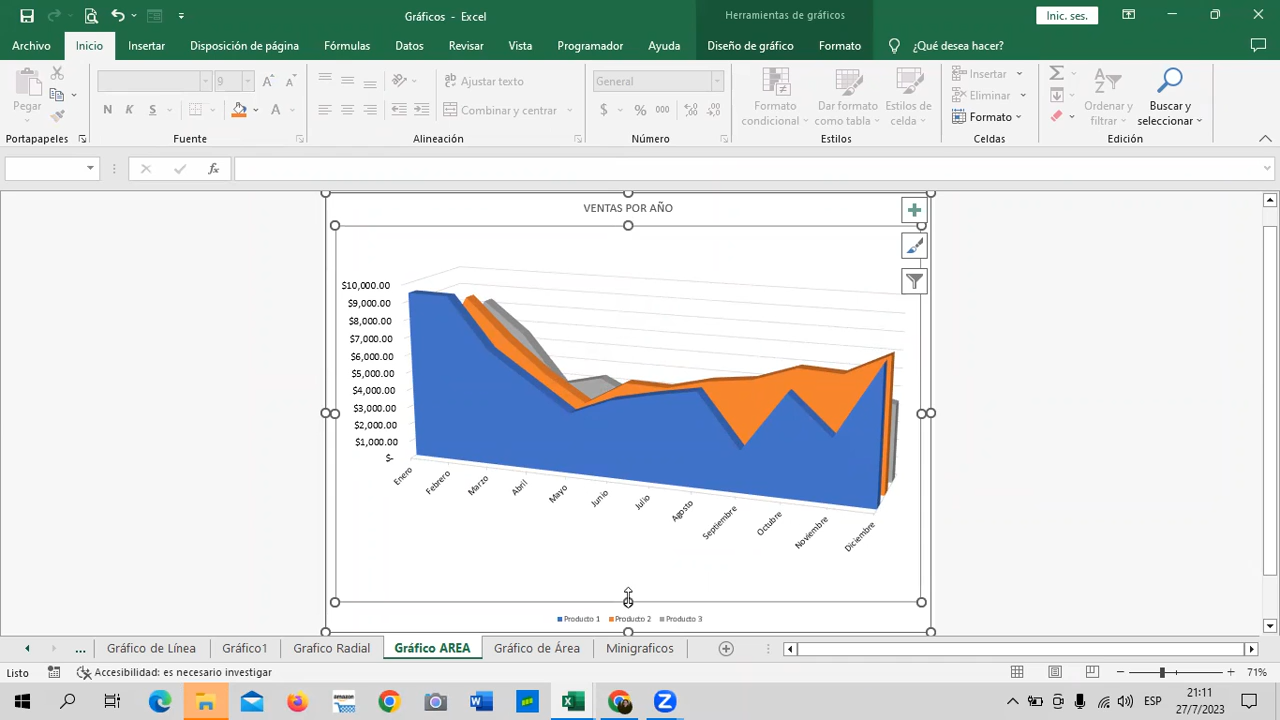 Gráficos - Excel
Herramientas de gráficos
Inic. ses.
Archivo Inicio Insertar Disposición de página Fórmulas Datos Revisar Vista Programador Ayuda Diseño de gráfico Formato ¿Qué desea hacer?
Pegar
Portapapeles
9
N K S
Fuente
Ajustar texto
Combinar y centrar
Alineación
General
$ % 000
Número
Formato condicional
Dar formato como tabla
Estilos de celda
Estilos
Insertar
Eliminar
Formato
Celdas
Ordenar y filtrar
Buscar y seleccionar
Edición
fx
VENTAS POR AÑO
$10,000.00
$9,000.00
$8,000.00
$7,000.00
$6,000.00
$5,000.00
$4,000.00
$3,000.00
$2,000.00
$1,000.00
$-
Enero Febrero Marzo Abril Mayo Junio Julio Agosto Septiembre Octubre Noviembre Diciembre
Producto 1 Producto 2 Producto 3
... Gráfico de Línea Gráfico1 Grafico Radial Gráfico AREA Gráfico de Área Minigraficos
Listo Accesibilidad: es necesario investigar 71%
ESP
21:11
27/7/2023